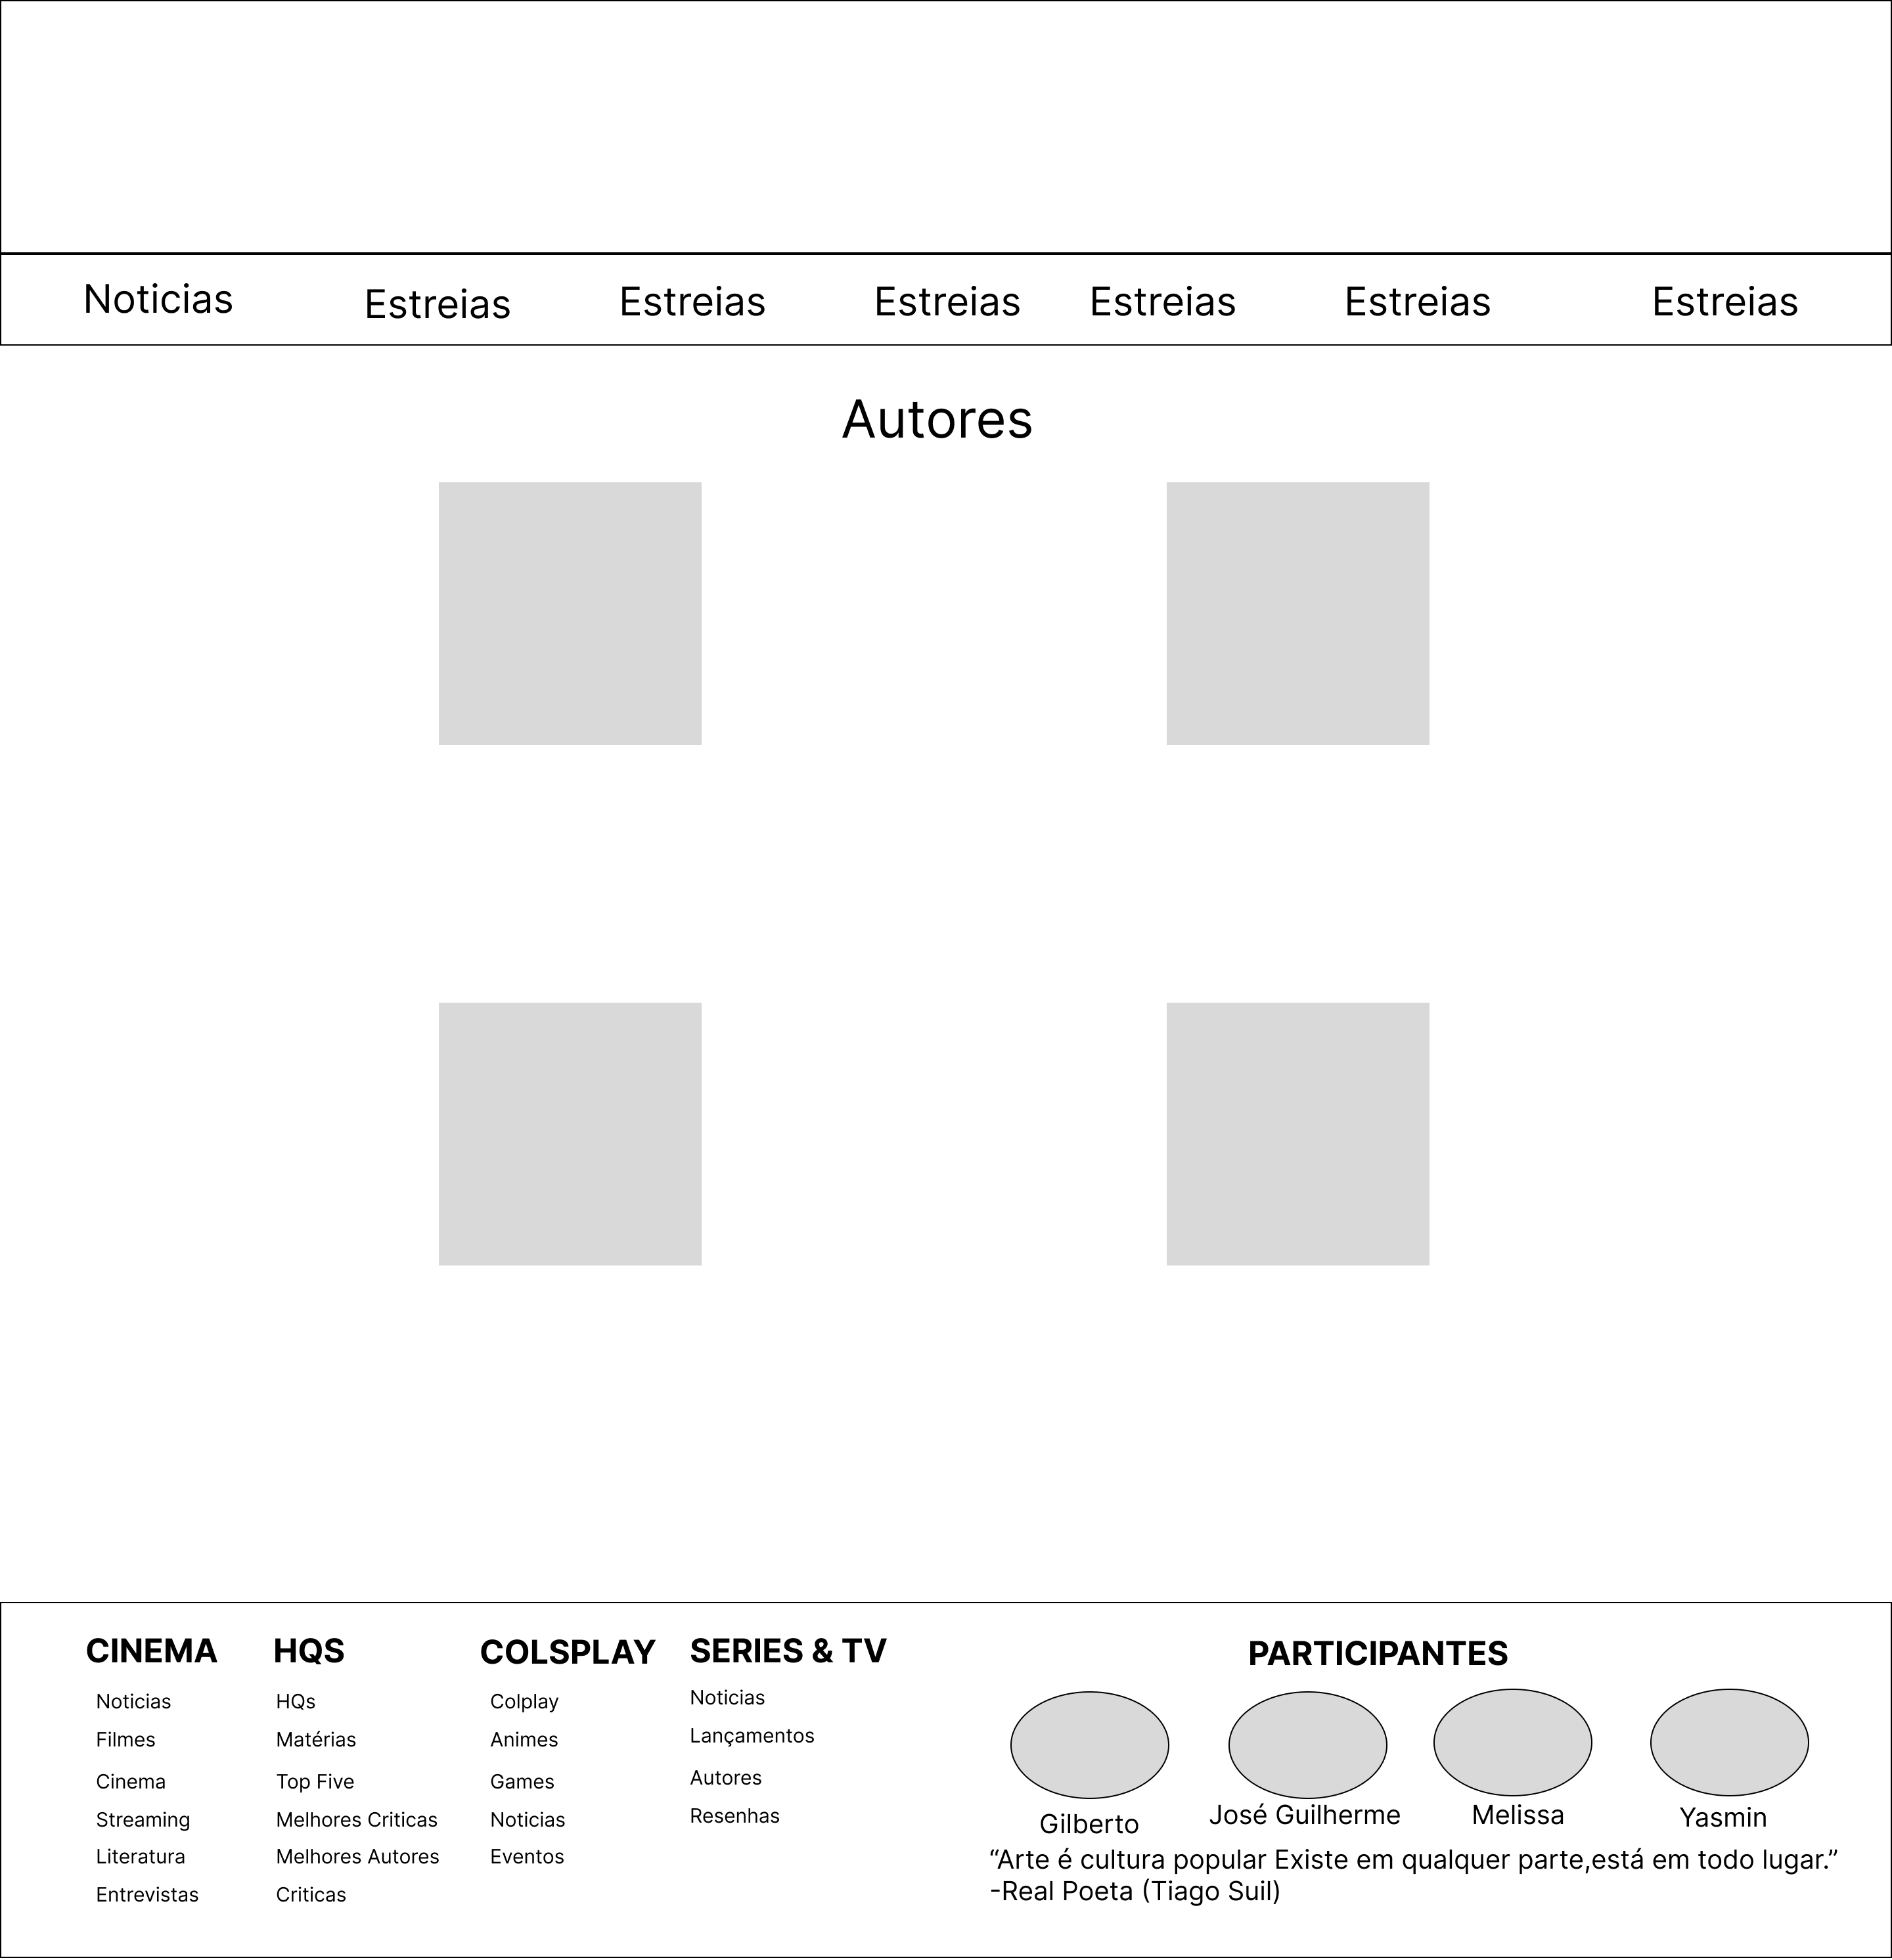 Noticias
Estreias
Estreias
Estreias
Estreias
Estreias
Estreias
Autores
CINEMA
Noticias
Filmes
Cinema
Streaming
Literatura
Entrevistas
HQS
HQs
Matérias
Top Five
Melhores Criticas
Melhores Autores
Criticas
COLSPLAY
Colplay
Animes
Games
Noticias
Eventos
SERIES & TV
Noticias
Lançamentos
Autores
Resenhas
PARTICIPANTES
Gilberto
José Guilherme
Melissa
Yasmin
“Arte é cultura popular Existe em qualquer parte,está em todo lugar.”
-Real Poeta (Tiago Suil)